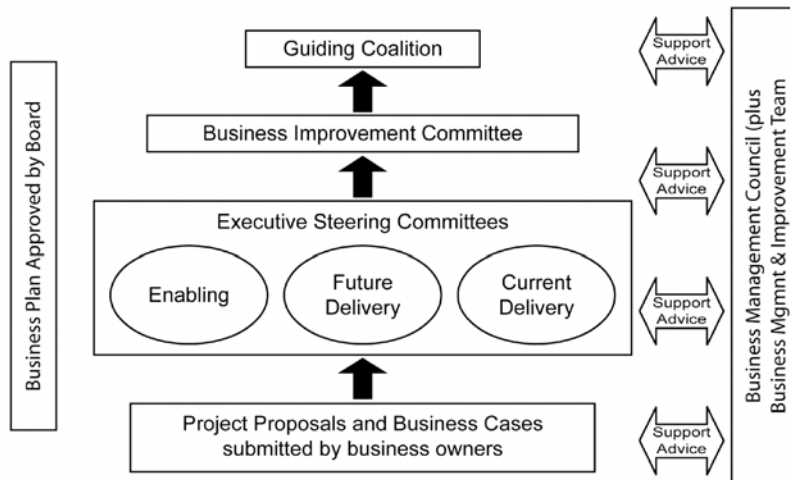 Guiding Coalition
Support
Advice
Business Plan Approved by Board
Business Improvement Committee
Support
Advice
Executive Steering Committees
Enabling
Future
Delivery
Current
Delivery
Support
Advice
Project Proposals and Business Cases
submitted by business owners
Support
Advice
Business Management Council (plus
Business Mgmnt & Improvement Team